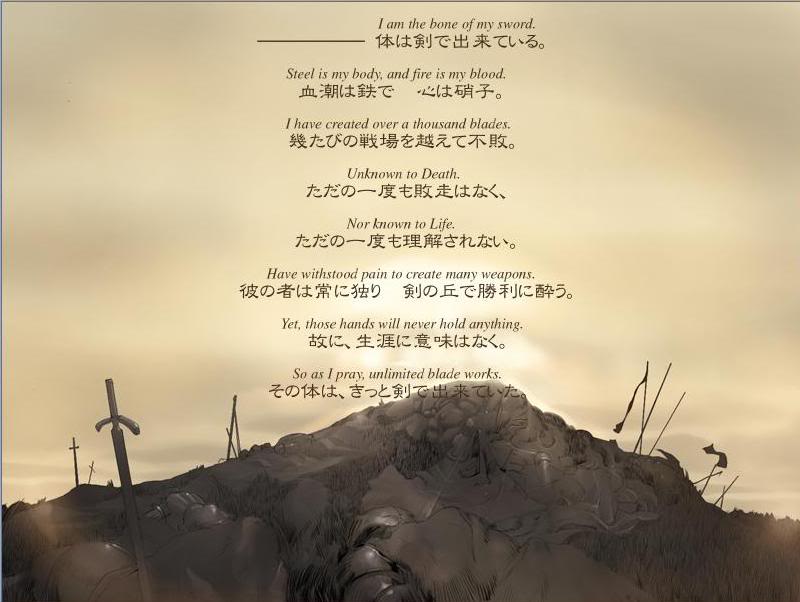 I am the bone of my sword.
―――体は剣で出来ている。
Steel is my body, and fire is my blood.
血潮は鉄で　心は硝子。
I have created over a thousand blades.
幾たびの戦場を越えて不敗。
Unknown to Death.
ただの一度も敗走はなく、
Nor known to Life.
ただの一度も理解されない。
Have withstood pain to create many weapons.
彼の者は常に独り　剣の丘で勝利に酔う。
Yet, those hands will never hold anything.
故に、生涯に意味はなく。
So as I pray, unlimited blade works.
その体は、きっと剣で出来ていた。